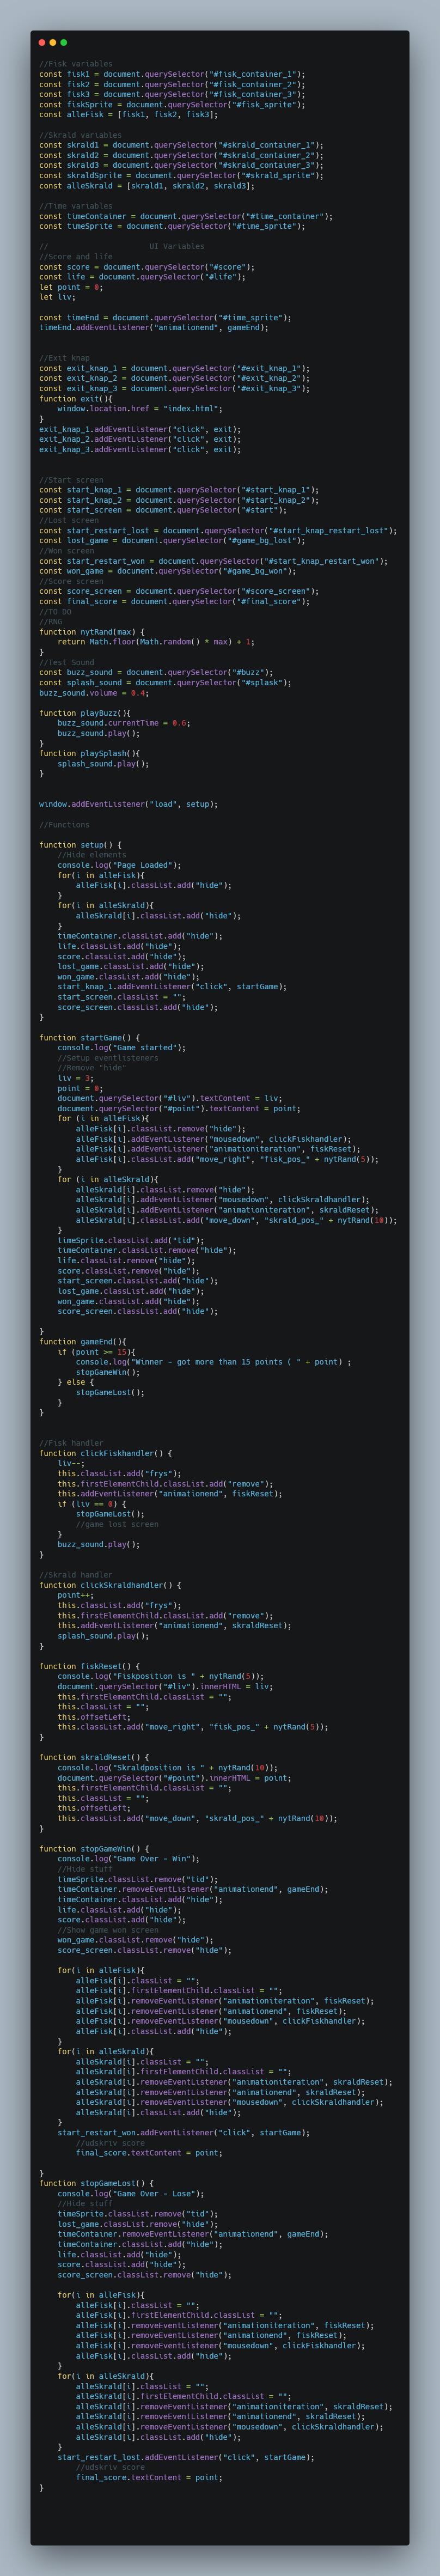 //Fisk variables
const fisk1 = document.querySelector("#fisk_container_1");
const fisk2 = document.querySelector("#fisk_container_2");
const fisk3 = document.querySelector("#fisk_container_3");
const fiskSprite = document.querySelector("#fisk_sprite");
const alleFisk = [fisk1, fisk2, fisk3];
//Skrald variables
const skrald1 = document.querySelector("#skrald_container_1");
const skrald2 = document.querySelector("#skrald_container_2");
const skrald3 = document.querySelector("#skrald_container_3");
const skraldSprite = document.querySelector("#skrald_sprite");
const alleSkrald = [skrald1, skrald2, skrald3];
//Time variables
const timeContainer = document.querySelector("#time_container");
const timeSprite = document.querySelector("#time_sprite");
// UI Variables
//Score and life
const score = document.querySelector("#score");
const life = document.querySelector("#life");
let point = 0;
let liv;
const timeEnd = document.querySelector("#time_sprite");
timeEnd.addEventListener("animationend", gameEnd);
//Exit knap
const exit_knap_1 = document.querySelector("#exit_knap_1");
const exit_knap_2 = document.querySelector("#exit_knap_2");
const exit_knap_3 = document.querySelector("#exit_knap_3");
function exit(){
window.location.href = "index.html";
}
exit_knap_1.addEventListener("click", exit);
exit_knap_2.addEventListener("click", exit);
exit_knap_3.addEventListener("click", exit);
//Start screen
const start_knap_1 = document.querySelector("#start_knap_1");
const start_knap_2 = document.querySelector("#start_knap_2");
const start_screen = document.querySelector("#start");
//Lost screen
const start_restart_lost = document.querySelector("#start_knap_restart_lost");
const lost_game = document.querySelector("#game_bg_lost");
//Won screen
const start_restart_won = document.querySelector("#start_knap_restart_won");
const won_game = document.querySelector("#game_bg_won");
//Score screen
const score_screen = document.querySelector("#score_screen");
const final_score = document.querySelector("#final_score");
//TO DO
//RNG
function nytRand(max) {
return Math.floor(Math.random() * max) + 1;
}
//Test Sound
const buzz_sound = document.querySelector("#buzz");
const splash_sound = document.querySelector("#splask");
buzz_sound.volume = 0.4;
function playBuzz(){
buzz_sound.currentTime = 0.6;
buzz_sound.play();
}
function playSplash(){
splash_sound.play();
}
window.addEventListener("load", setup);
//Functions
function setup() {
//Hide elements
console.log("Page Loaded");
for(i in alleFisk){
alleFisk[i].classList.add("hide");
}
for(i in alleSkrald){
alleSkrald[i].classList.add("hide");
}
timeContainer.classList.add("hide");
life.classList.add("hide");
score.classList.add("hide");
lost_game.classList.add("hide");
won_game.classList.add("hide");
start_knap_1.addEventListener("click", startGame);
start_screen.classList = "";
score_screen.classList.add("hide");
}
function startGame() {
console.log("Game started");
//Setup eventlisteners
//Remove "hide"
liv = 3;
point = 0;
document.querySelector("#liv").textContent = liv;
document.querySelector("#point").textContent = point;
for (i in alleFisk){
alleFisk[i].classList.remove("hide");
alleFisk[i].addEventListener("mousedown", clickFiskhandler);
alleFisk[i].addEventListener("animationiteration", fiskReset);
alleFisk[i].classList.add("move_right", "fisk_pos_" + nytRand(5));
}
for (i in alleSkrald){
alleSkrald[i].classList.remove("hide");
alleSkrald[i].addEventListener("mousedown", clickSkraldhandler);
alleSkrald[i].addEventListener("animationiteration", skraldReset);
alleSkrald[i].classList.add("move_down", "skrald_pos_" + nytRand(10));
}
timeSprite.classList.add("tid");
timeContainer.classList.remove("hide");
life.classList.remove("hide");
score.classList.remove("hide");
start_screen.classList.add("hide");
lost_game.classList.add("hide");
won_game.classList.add("hide");
score_screen.classList.add("hide");
}
function gameEnd(){
if (point >= 15){
console.log("Winner - got more than 15 points ( " + point) ;
stopGameWin();
} else {
stopGameLost();
}
}
//Fisk handler
function clickFiskhandler() {
liv--;
this.classList.add("frys");
this.firstElementChild.classList.add("remove");
this.addEventListener("animationend", fiskReset);
if (liv == 0) {
stopGameLost();
//game lost screen
}
buzz_sound.play();
}
//Skrald handler
function clickSkraldhandler() {
point++;
this.classList.add("frys");
this.firstElementChild.classList.add("remove");
this.addEventListener("animationend", skraldReset);
splash_sound.play();
}
function fiskReset() {
console.log("Fiskposition is " + nytRand(5));
document.querySelector("#liv").innerHTML = liv;
this.firstElementChild.classList = "";
this.classList = "";
this.offsetLeft;
this.classList.add("move_right", "fisk_pos_" + nytRand(5));
}
function skraldReset() {
console.log("Skraldposition is " + nytRand(10));
document.querySelector("#point").innerHTML = point;
this.firstElementChild.classList = "";
this.classList = "";
this.offsetLeft;
this.classList.add("move_down", "skrald_pos_" + nytRand(10));
}
function stopGameWin() {
console.log("Game Over - Win");
//Hide stuff
timeSprite.classList.remove("tid");
timeContainer.removeEventListener("animationend", gameEnd);
timeContainer.classList.add("hide");
life.classList.add("hide");
score.classList.add("hide");
//Show game won screen
won_game.classList.remove("hide");
score_screen.classList.remove("hide");
for(i in alleFisk){
alleFisk[i].classList = "";
alleFisk[i].firstElementChild.classList = "";
alleFisk[i].removeEventListener("animationiteration", fiskReset);
alleFisk[i].removeEventListener("animationend", fiskReset);
alleFisk[i].removeEventListener("mousedown", clickFiskhandler);
alleFisk[i].classList.add("hide");
}
for(i in alleSkrald){
alleSkrald[i].classList = "";
alleSkrald[i].firstElementChild.classList = "";
alleSkrald[i].removeEventListener("animationiteration", skraldReset);
alleSkrald[i].removeEventListener("animationend", skraldReset);
alleSkrald[i].removeEventListener("mousedown", clickSkraldhandler);
alleSkrald[i].classList.add("hide");
}
start_restart_won.addEventListener("click", startGame);
//udskriv score
final_score.textContent = point;
}
function stopGameLost() {
console.log("Game Over - Lose");
//Hide stuff
timeSprite.classList.remove("tid");
lost_game.classList.remove("hide");
timeContainer.removeEventListener("animationend", gameEnd);
timeContainer.classList.add("hide");
life.classList.add("hide");
score.classList.add("hide");
score_screen.classList.remove("hide");
for(i in alleFisk){
alleFisk[i].classList = "";
alleFisk[i].firstElementChild.classList = "";
alleFisk[i].removeEventListener("animationiteration", fiskReset);
alleFisk[i].removeEventListener("animationend", fiskReset);
alleFisk[i].removeEventListener("mousedown", clickFiskhandler);
alleFisk[i].classList.add("hide");
}
for(i in alleSkrald){
alleSkrald[i].classList = "";
alleSkrald[i].firstElementChild.classList = "";
alleSkrald[i].removeEventListener("animationiteration", skraldReset);
alleSkrald[i].removeEventListener("animationend", skraldReset);
alleSkrald[i].removeEventListener("mousedown", clickSkraldhandler);
alleSkrald[i].classList.add("hide");
}
start_restart_lost.addEventListener("click", startGame);
//udskriv score
final_score.textContent = point;
}